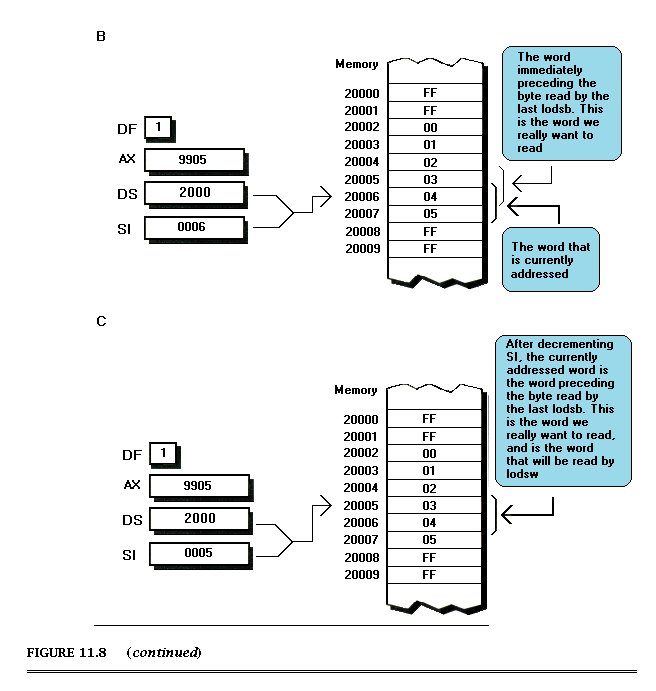 B
Memory
20000 FF
20001 FF
20002 00
20003 01
20004 02
20005 03
20006 04
20007 05
20008 FF
20009 FF
DF 1
AX 9905
DS 2000
SI 0006
The word
immediately
preceding the
byte read by the
last lodsb. This
is the word we
really want to
read
The word that
is currently
addressed
C
Memory
20000 FF
20001 FF
20002 00
20003 01
20004 02
20005 03
20006 04
20007 05
20008 FF
20009 FF
DF 1
AX 9905
DS 2000
SI 0005
After decrementing
SI, the currently
addressed word is
the word preceding
the byte read by
the last lodsb. This
is the word we
really want to read,
and is the word
that will be read by
lodsw
FIGURE 11.8 (continued)